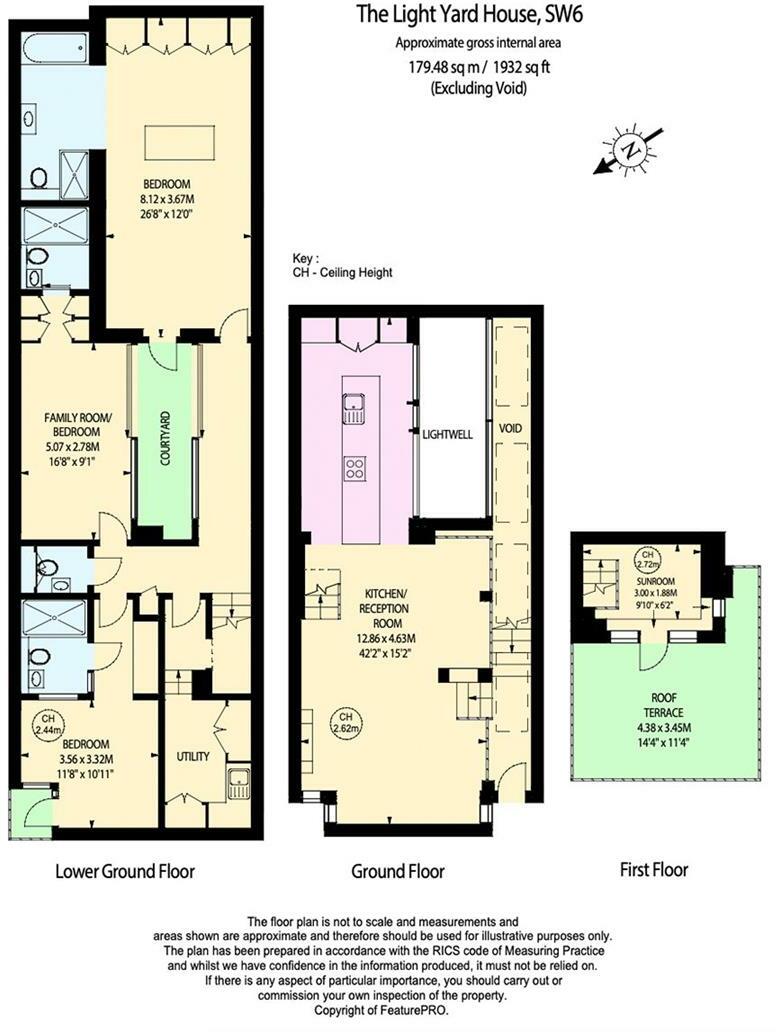 The Light Yard House, SW6
Approximate gross internal area
179.48 sq m / 1932 sq ft
(Excluding Void)
N
Key :
CH - Ceiling Height
BEDROOM
8.12 x 3.67M
26'8" x 12'0"
FAMILY ROOM/
BEDROOM
5.07 x 2.78M
16'8" x 9'1"
COURTYARD
CH
2.44m
BEDROOM
3.56 x 3.32M
11'8" x 10'11"
UTILITY
Lower Ground Floor
LIGHTWELL
VOID
KITCHEN/
RECEPTION
ROOM
12.86 x 4.63M
42'2" x 15'2"
CH
2.62m
Ground Floor
CH
2.72m
SUNROOM
3.00 x 1.88M
9'10" x 6'2"
ROOF
TERRACE
4.38 x 3.45M
14'4" x 11'4"
First Floor
The floor plan is not to scale and measurements and
areas shown are approximate and therefore should be used for illustrative purposes only.
The plan has been prepared in accordance with the RICS code of Measuring Practice
and whilst we have confidence in the information produced, it must not be relied on.
If there is any aspect of particular importance, you should carry out or
commission your own inspection of the property.
Copyright of FeaturePRO.